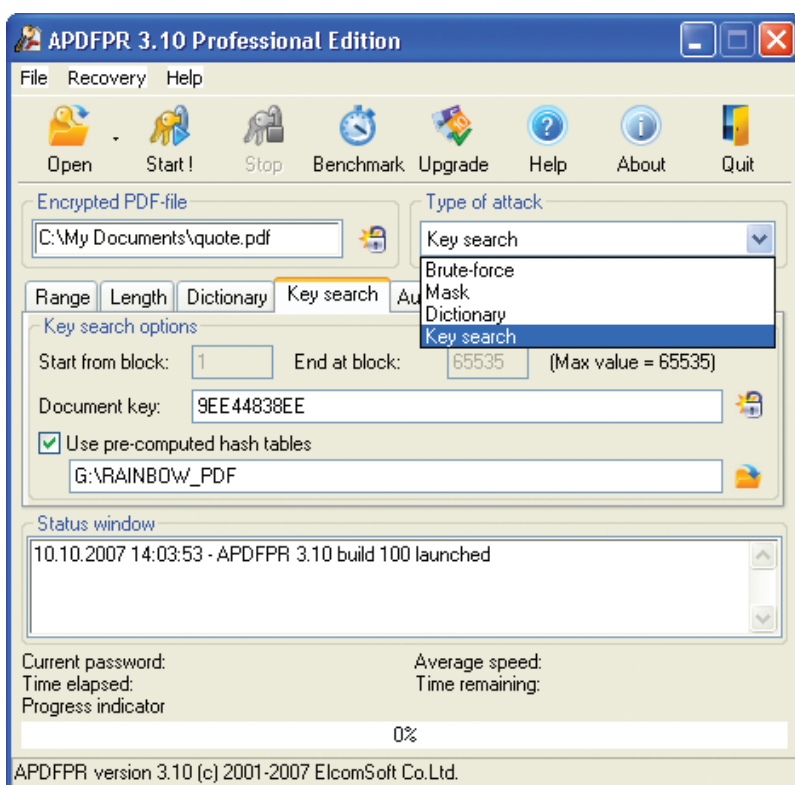 APDFPR 3.10 Professional Edition
File Recovery Help
Open Start! Stop Benchmark Upgrade Help About Quit
Encrypted PDF-file Type of attack
C:\My Documents\quote.pdf Key search
Brute-force
Mask
Dictionary
Key search
Range Length Dictionary Key search Au
Key search options
Start from block: 1 End at block: 65535 (Max value = 65535)
Document key: 9EE44838EE
Use pre-computed hash tables
G:\RAINBOW_PDF
Status window
10.10.2007 14:03:53 - APDFPR 3.10 build 100 launched
Current password: Average speed:
Time elapsed: Time remaining:
Progress indicator
0%
APDFPR version 3.10 (c) 2001-2007 ElcomSoft Co.Ltd.